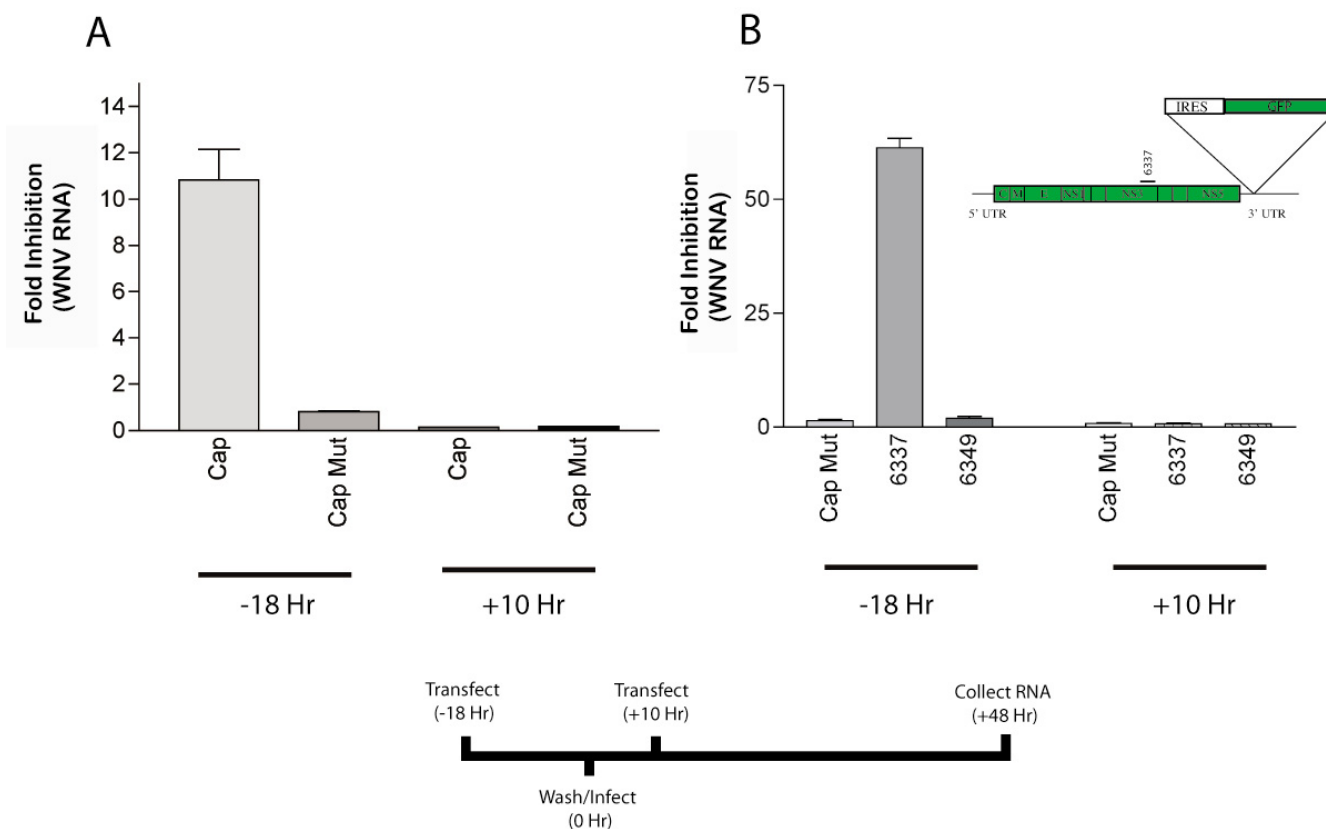 A
Fold Inhibition
(WNV RNA)
14
12
10
8
6
4
2
0
Cap
Cap Mut
Cap
Cap Mut
-18 Hr
+10 Hr
B
Fold Inhibition
(WNV RNA)
75
50
25
0
IRES
GFP
6337
C
M
E
NS1
NS3
NS5
5' UTR
3' UTR
Cap Mut
6337
6349
Cap Mut
6337
6349
-18 Hr
+10 Hr
Transfect
(-18 Hr)
Transfect
(+10 Hr)
Collect RNA
(+48 Hr)
Wash/Infect
(0 Hr)